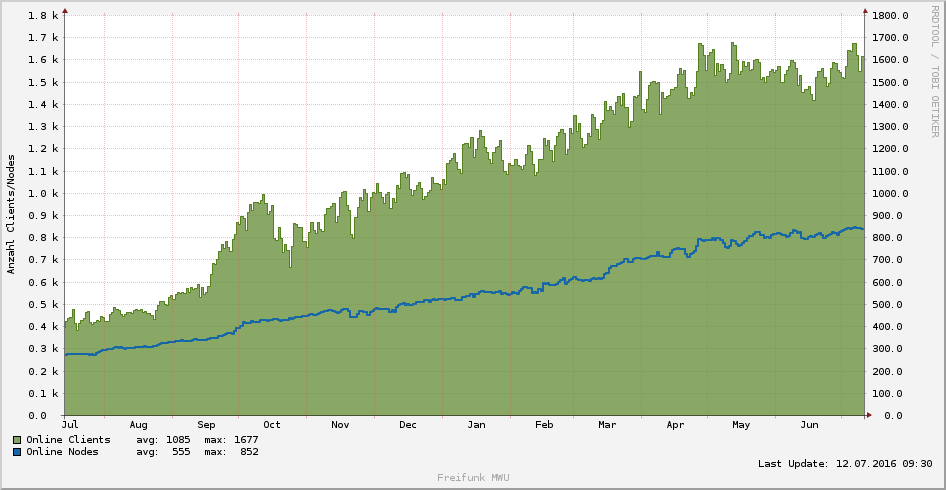 RRDTOOL / TOBI OETIKER
Anzahl Clients/Nodes
1.8 k 1800.0
1.7 k 1700.0
1.6 k 1600.0
1.5 k 1500.0
1.4 k 1400.0
1.3 k 1300.0
1.2 k 1200.0
1.1 k 1100.0
1.0 k 1000.0
0.9 k 900.0
0.8 k 800.0
0.7 k 700.0
0.6 k 600.0
0.5 k 500.0
0.4 k 400.0
0.3 k 300.0
0.2 k 200.0
0.1 k 100.0
0.0 0.0
Jul Aug Sep Oct Nov Dec Jan Feb Mar Apr May Jun
Online Clients avg: 1085 max: 1677
Online Nodes avg: 555 max: 852
Last Update: 12.07.2016 09:30
Freifunk MWU